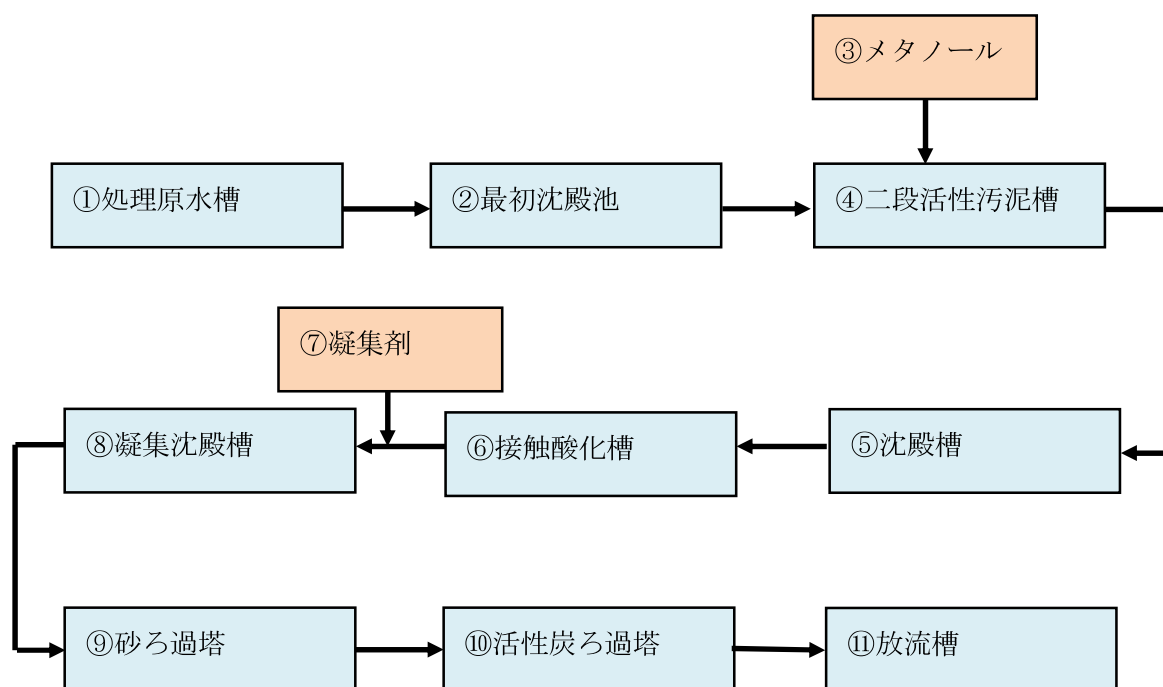 ③メタノール
①処理原水槽
②最初沈殿池
④二段活性汚泥槽
⑦凝集剤
⑧凝集沈殿槽
⑥接触酸化槽
⑤沈殿槽
⑨砂ろ過塔
⑩活性炭ろ過塔
⑪放流槽